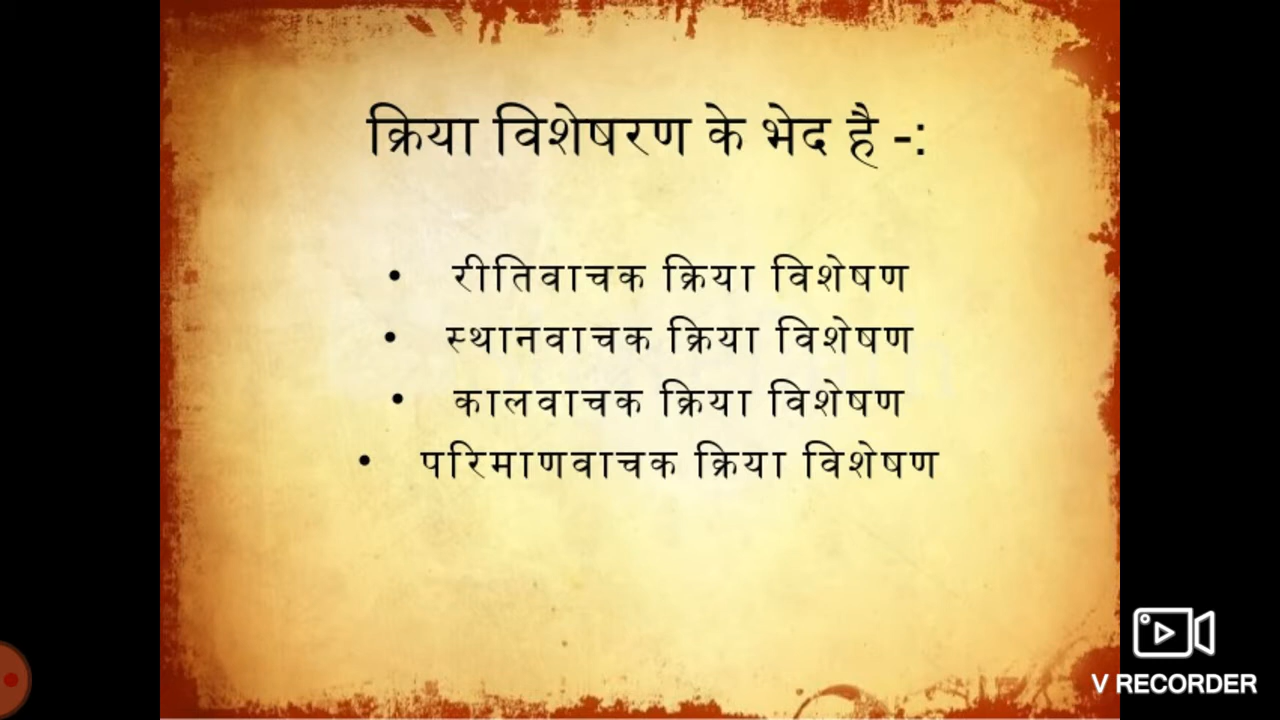 क्रिया विशेषरण के भेद है -:
• रीतिवाचक क्रिया विशेषण
• स्थानवाचक क्रिया विशेषण
• कालवाचक क्रिया विशेषण
• परिमाणवाचक क्रिया विशेषण
V RECORDER